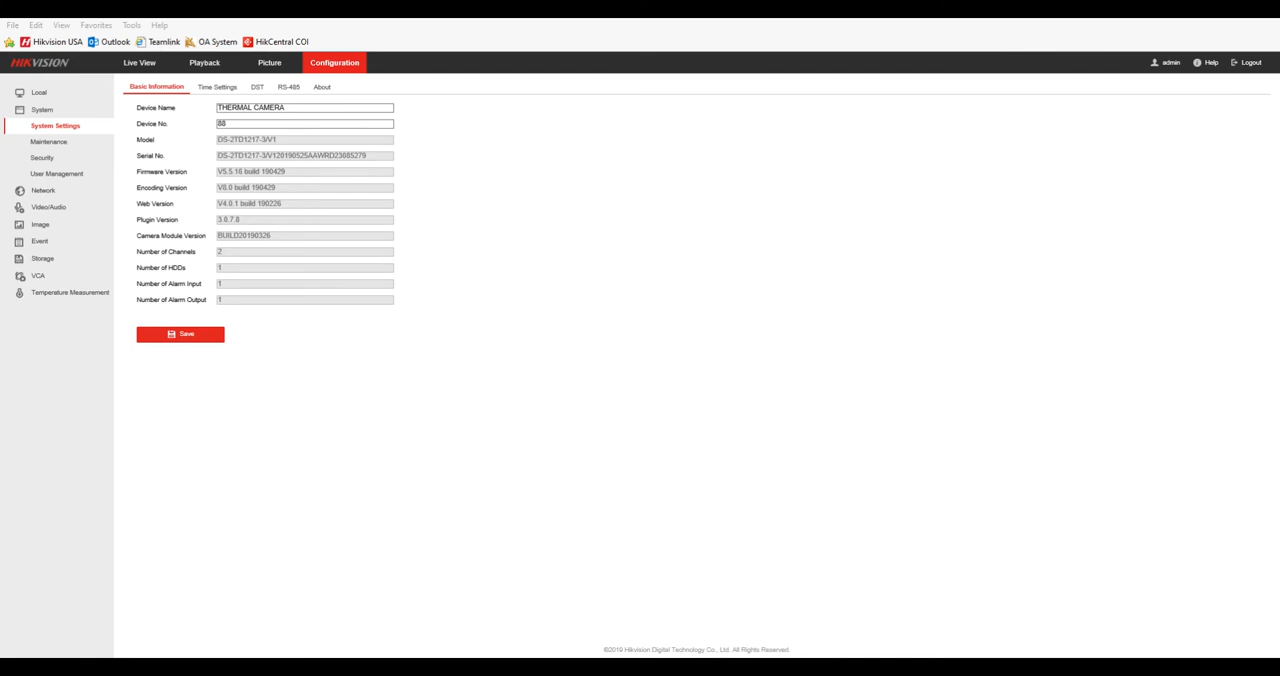 File Edit View Favorites Tools Help
Hikvision USA Outlook Teamlink OA System HikCentral COI
HIKVISION Live View Playback Picture Configuration admin Help Logout
Local
System
System Settings
Maintenance
Security
User Management
Network
Video/Audio
Image
Event
Storage
VCA
Temperature Measurement
Basic Information Time Settings DST RS-485 About
Device Name THERMAL CAMERA
Device No. 88
Model DS-2TD1217-3/V1
Serial No. DS-2TD1217-3/V120190525AAWRD23085279
Firmware Version V5.5.16 build 190429
Encoding Version V8.0 build 190429
Web Version V4.0.1 build 190226
Plugin Version 3.0.7.8
Camera Module Version BUILD20190326
Number of Channels 2
Number of HDDs 1
Number of Alarm Input 1
Number of Alarm Output 1
Save
©2019 Hikvision Digital Technology Co., Ltd. All Rights Reserved.